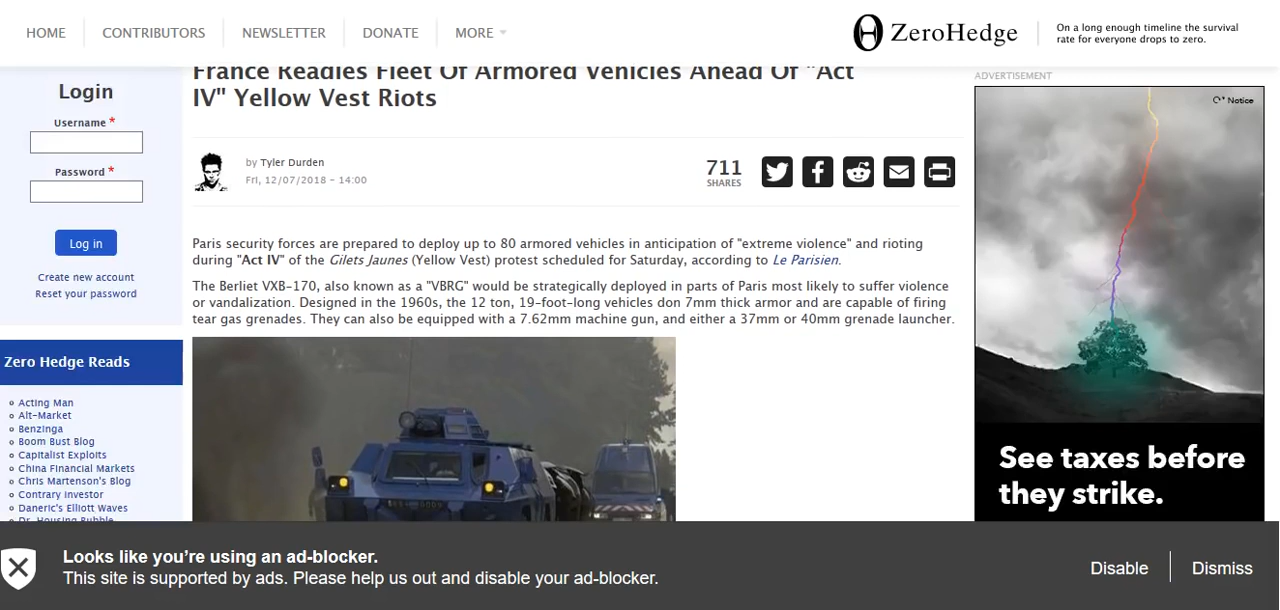 HOME
CONTRIBUTORS
NEWSLETTER
DONATE
MORE
ZeroHedge
On a long enough timeline the survival
rate for everyone drops to zero.
Login
Username *
Password *
Log in
Create new account
Reset your password
Zero Hedge Reads
Acting Man
Alt-Market
Benzinga
Boom Bust Blog
Capitalist Exploits
China Financial Markets
Chris Martenson's Blog
Contrary Investor
Daneric's Elliott Waves
Dr. Housing Bubble
France Readies Fleet Of Armored Vehicles Ahead Of "Act
IV" Yellow Vest Riots
by Tyler Durden
Fri, 12/07/2018 - 14:00
711
SHARES
Paris security forces are prepared to deploy up to 80 armored vehicles in anticipation of "extreme violence" and rioting
during "Act IV" of the Gilets Jaunes (Yellow Vest) protest scheduled for Saturday, according to Le Parisien.
The Berliet VXB-170, also known as a "VBRG" would be strategically deployed in parts of Paris most likely to suffer violence
or vandalization. Designed in the 1960s, the 12 ton, 19-foot-long vehicles don 7mm thick armor and are capable of firing
tear gas grenades. They can also be equipped with a 7.62mm machine gun, and either a 37mm or 40mm grenade launcher.
ADVERTISEMENT
Notice
See taxes before
they strike.
Looks like you're using an ad-blocker.
This site is supported by ads. Please help us out and disable your ad-blocker.
Disable
Dismiss